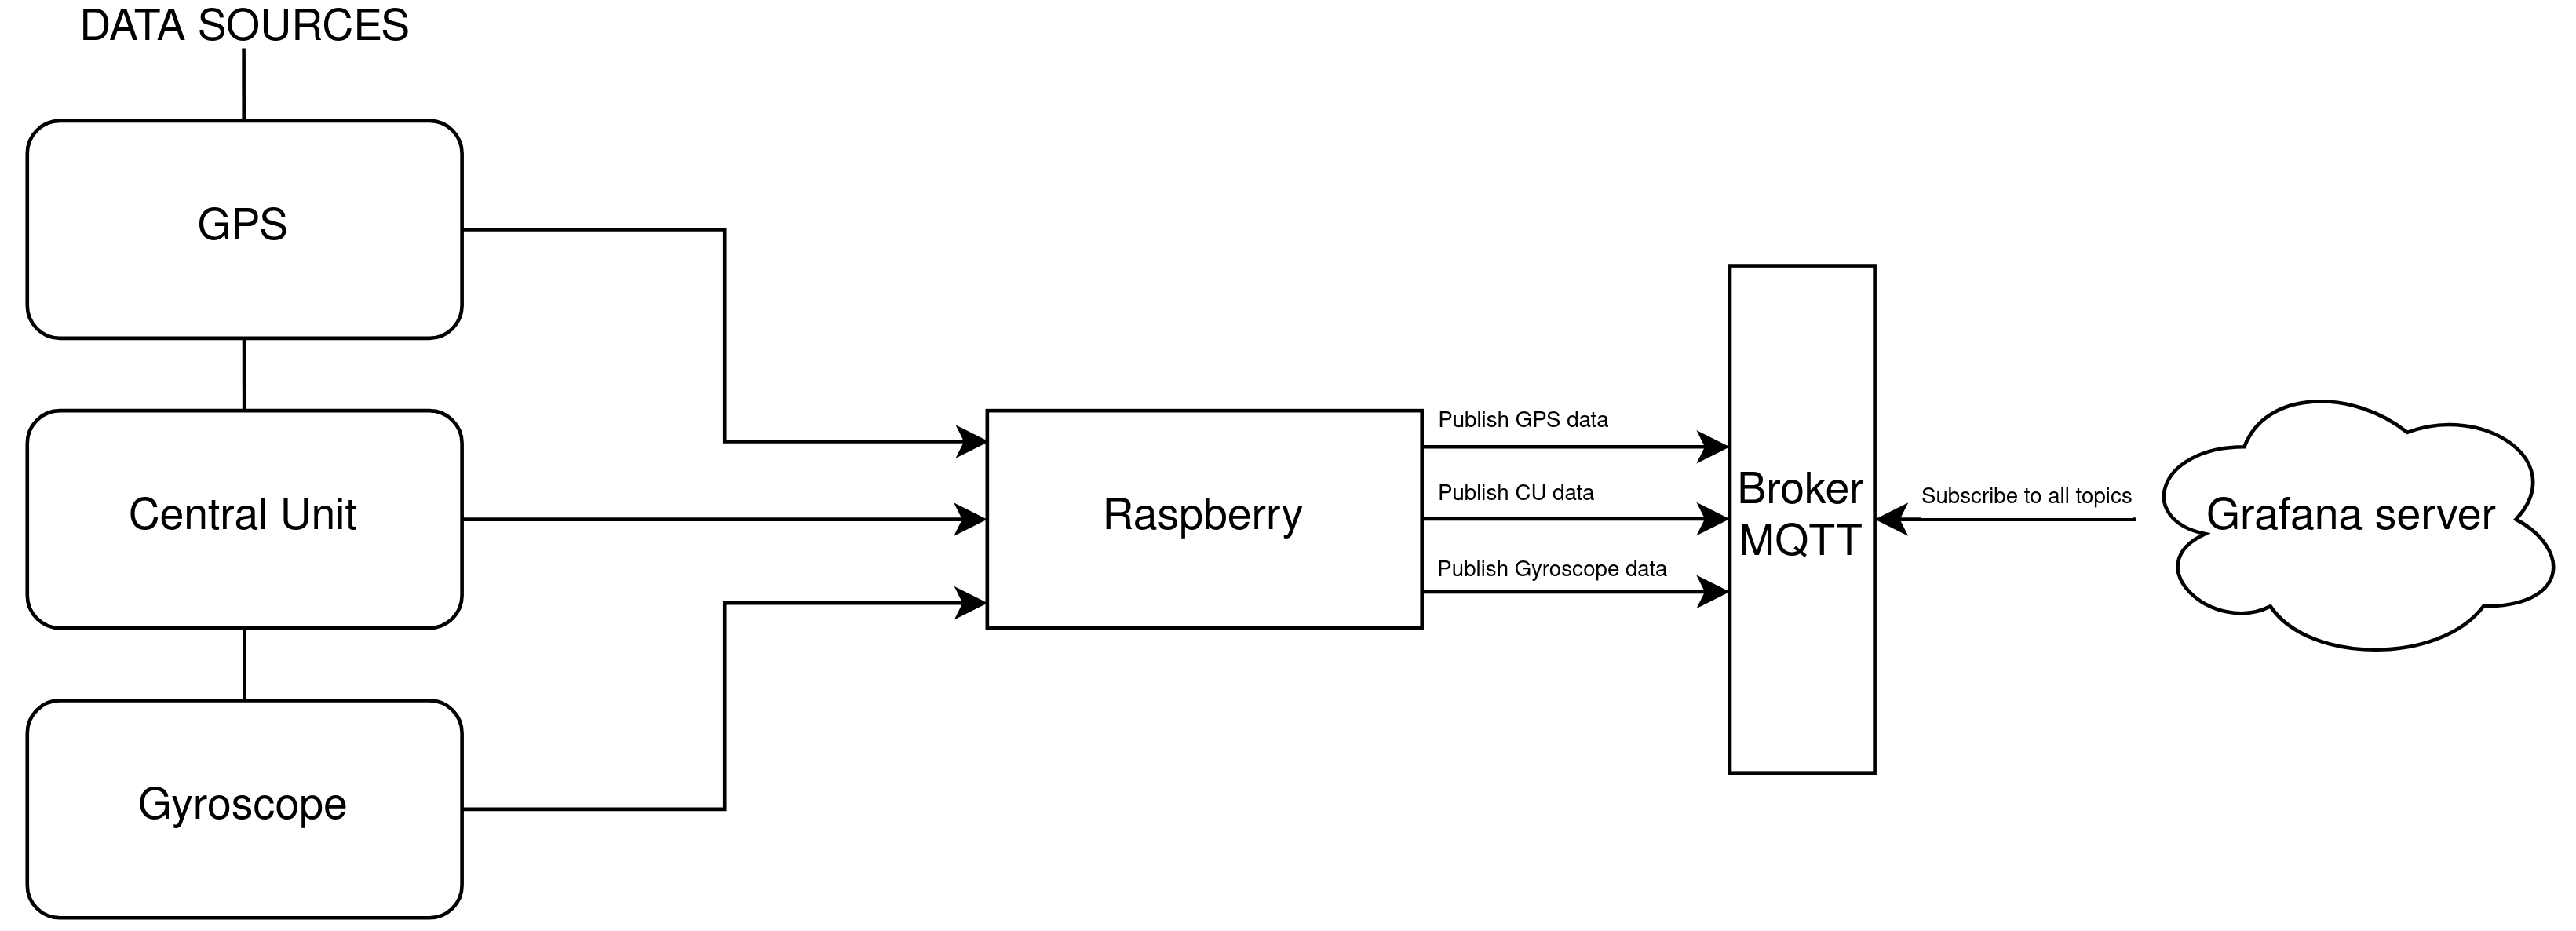 DATA SOURCES
GPS
Central Unit
Gyroscope
Raspberry
Publish GPS data
Publish CU data
Publish Gyroscope data
Broker
MQTT
Subscribe to all topics
Grafana server